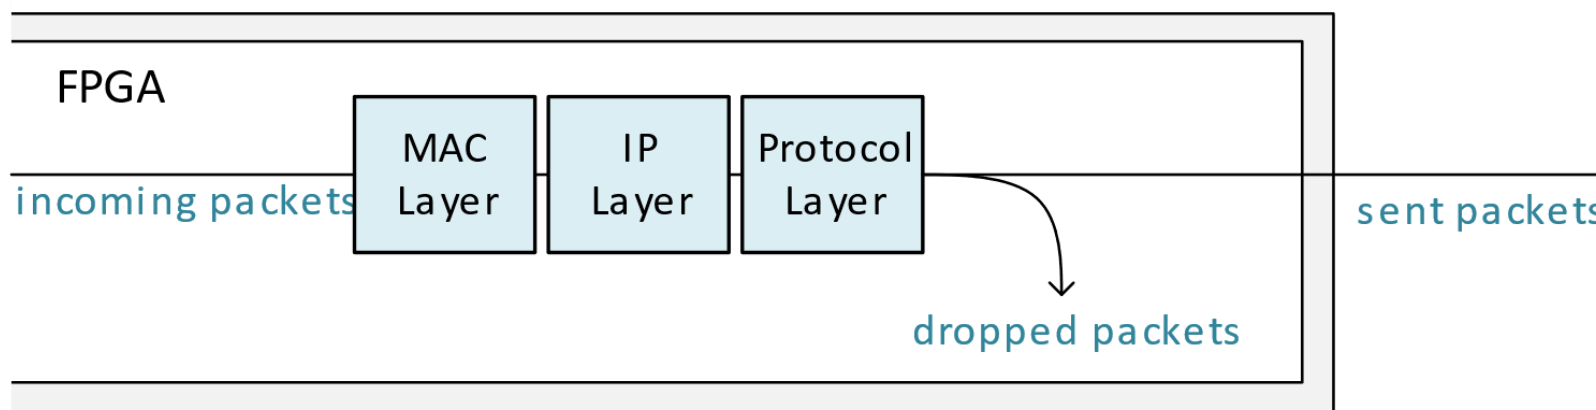 FPGA
MAC
Layer
IP
Layer
Protocol
Layer
incoming packets
sent packets
dropped packets